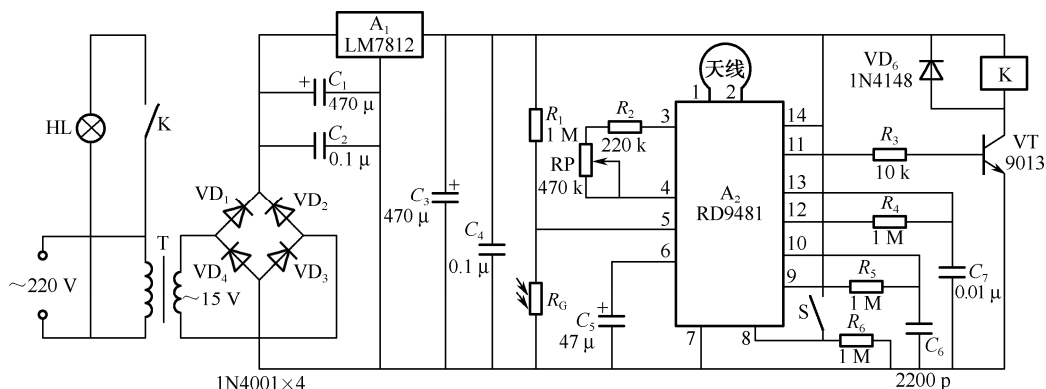 HL
K
~220 V
T
~15 V
VD₁
VD₂
VD₃
VD₄
1N4001×4
A₁
LM7812
+
C₁
470 μ
C₂
0.1 μ
C₃
+
470 μ
C₄
0.1 μ
R₁
1 M
R_G
RP
470 k
R₂
220 k
C₅
+
47 μ
天线
1
2
3
4
5
6
7
8
A₂
RD9481
14
11
13
12
10
9
S
R₃
10 k
R₄
1 M
R₅
1 M
R₆
1 M
C₆
2200 p
C₇
0.01 μ
VD₆
1N4148
K
VT
9013